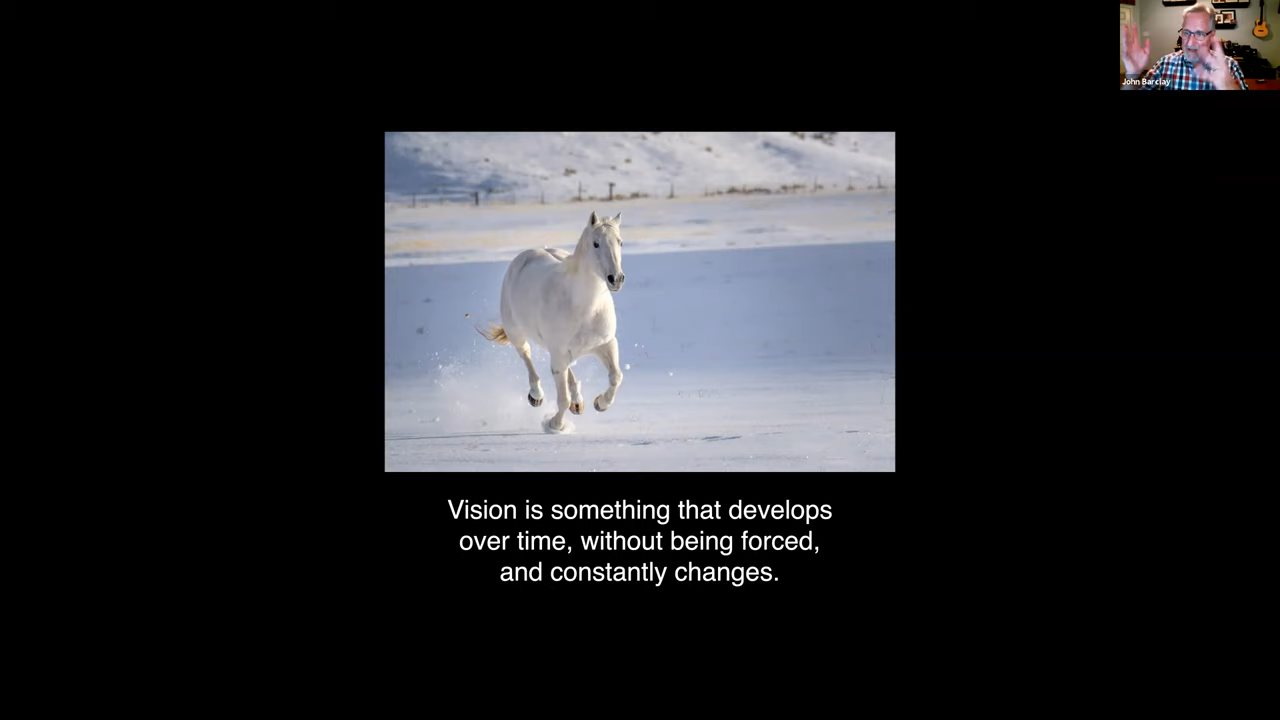 John Barclay
Vision is something that develops
over time, without being forced,
and constantly changes.